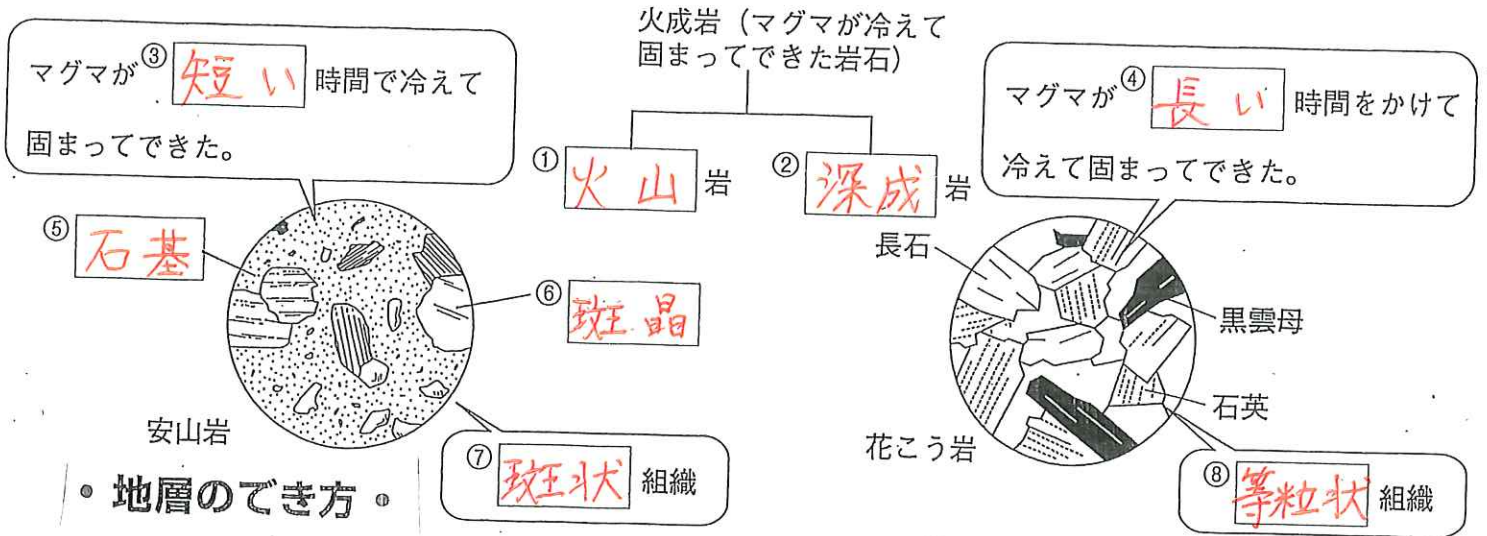 火成岩（マグマが冷えて
固まってできた岩石）
マグマが③短い時間で冷えて
固まってできた。
マグマが④長い時間をかけて
冷えて固まってできた。
①火山岩
②深成岩
⑤石基
⑥斑晶
安山岩
⑦斑状組織
長石
黒雲母
石英
花こう岩
⑧等粒状組織
・地層のでき方・